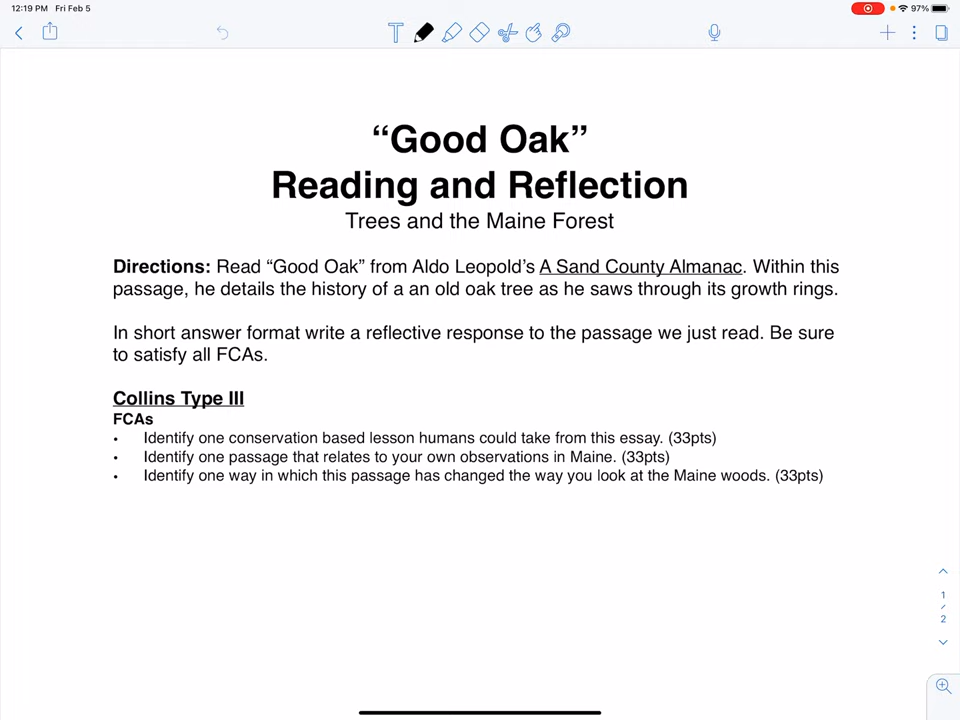 12:19 PM Fri Feb 5
97%
“Good Oak”
Reading and Reflection
Trees and the Maine Forest
Directions: Read “Good Oak” from Aldo Leopold’s A Sand County Almanac. Within this
passage, he details the history of a an old oak tree as he saws through its growth rings.
In short answer format write a reflective response to the passage we just read. Be sure
to satisfy all FCAs.
Collins Type III
FCAs
• Identify one conservation based lesson humans could take from this essay. (33pts)
• Identify one passage that relates to your own observations in Maine. (33pts)
• Identify one way in which this passage has changed the way you look at the Maine woods. (33pts)
1
/
2